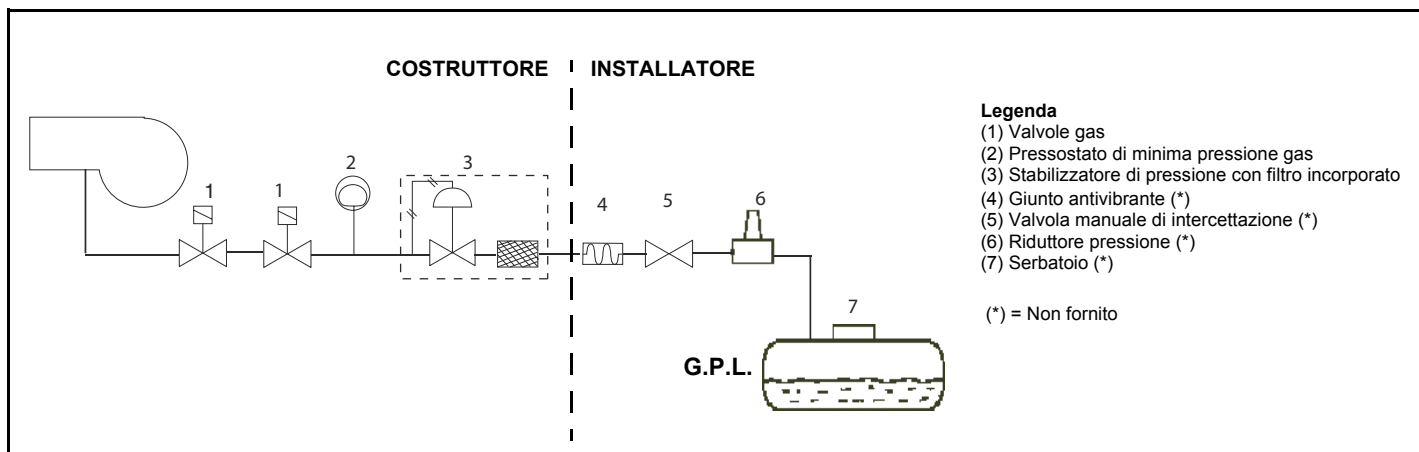 COSTRUTTORE
INSTALLATORE
1
1
2
3
4
5
6
7
G.P.L.
Legenda
(1) Valvole gas
(2) Pressostato di minima pressione gas
(3) Stabilizzatore di pressione con filtro incorporato
(4) Giunto antivibrante (*)
(5) Valvola manuale di intercettazione (*)
(6) Riduttore pressione (*)
(7) Serbatoio (*)
(*) = Non fornito